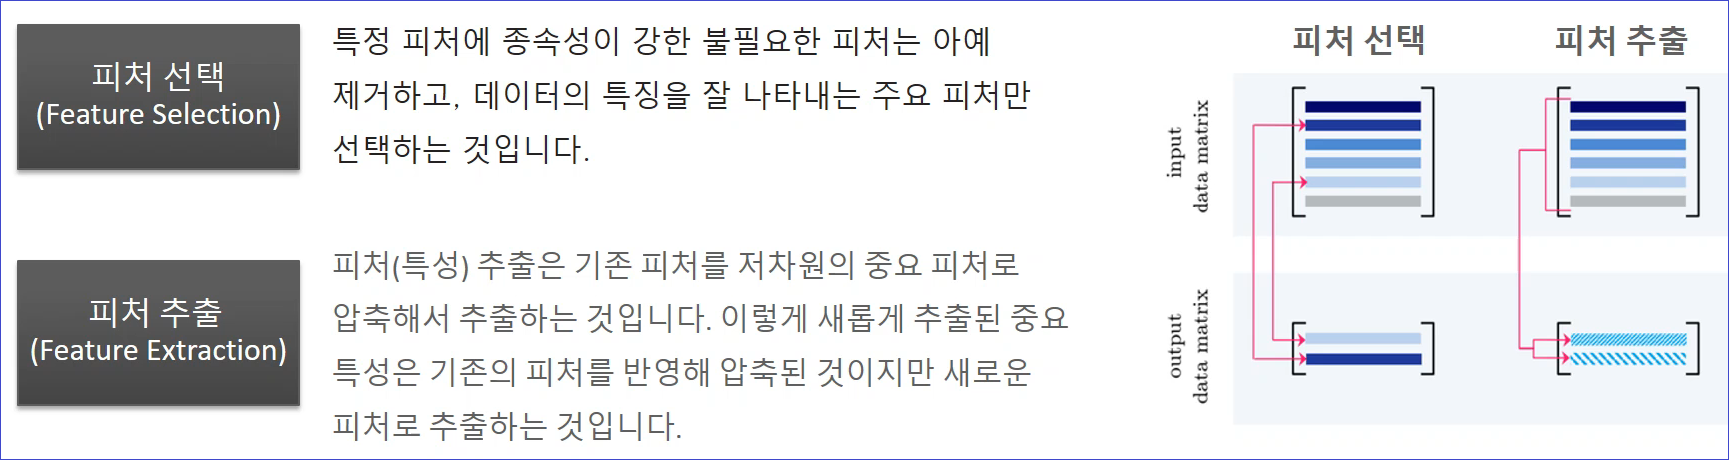 피처 선택
(Feature Selection)
특정 피처에 종속성이 강한 불필요한 피처는 아예
제거하고, 데이터의 특징을 잘 나타내는 주요 피처만
선택하는 것입니다.
피처 추출
(Feature Extraction)
피처(특성) 추출은 기존 피처를 저차원의 중요 피처로
압축해서 추출하는 것입니다. 이렇게 새롭게 추출된 중요
특성은 기존의 피처를 반영해 압축된 것이지만 새로운
피처로 추출하는 것입니다.
피처 선택
피처 추출
input
data matrix
output
data matrix